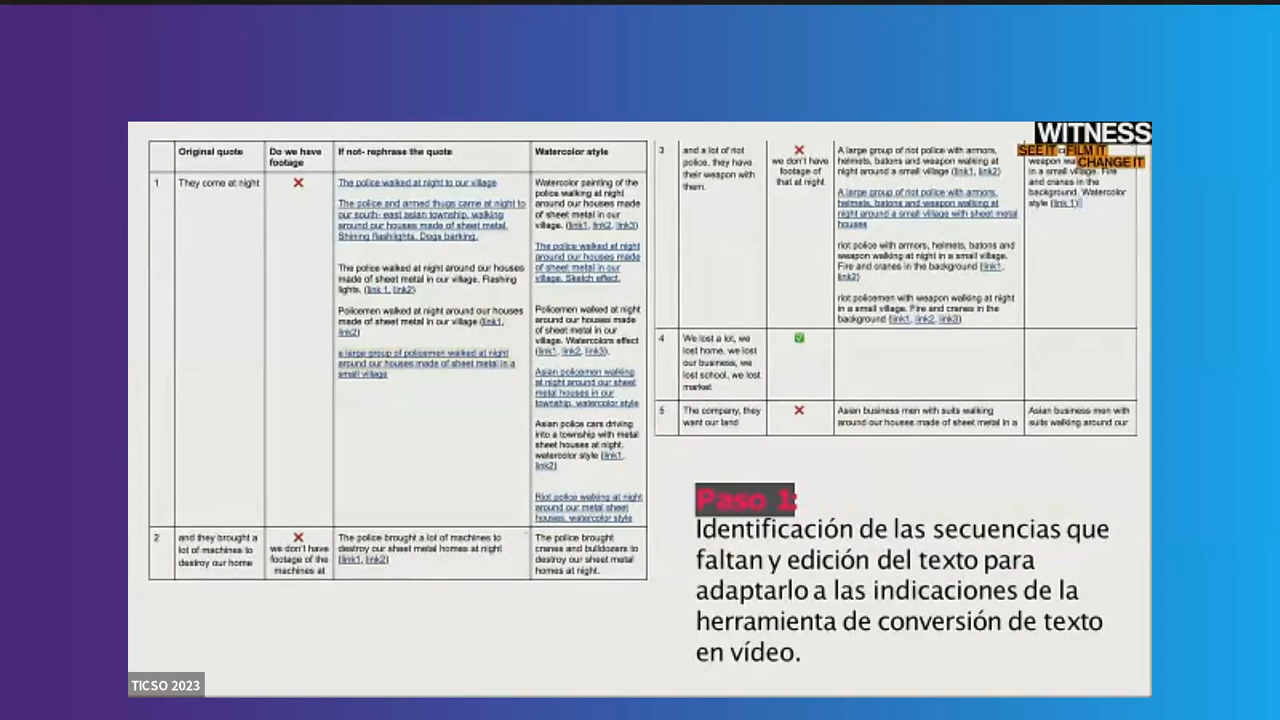 WITNESS
SEE IT
FILM IT
CHANGE IT
Original quote
Do we have
footage
If not- rephrase the quote
Watercolor style
1
They come at night
The police walked at night to our village
The police and armed thugs came at night to
our south- east asian township, walking
around our houses made of sheet metal.
Shining flashlights. Dogs barking.
The police walked at night around our houses
made of sheet metal in our village. Flashing
lights. (link 1, link2)
Policemen walked at night around our houses
made of sheet metal in our village (link1,
link2)
a large group of policemen walked at night
around our houses made of sheet metal in a
small village
Watercolor painting of the
police walking at night
around our houses made
of sheet metal in our
village. (link1, link2, link3)
The police walked at night
around our houses made
of sheet metal in our
village. Sketch effect.
Policemen walked at night
around our houses made
of sheet metal in our
village. Watercolors effect
(link1, link2, link3).
Asian policemen walking
at night around our sheet
metal houses in our
township, watercolor style
Asian police cars driving
into a township with metal
sheet houses at night.
watercolor style (link1,
link2)
Riot police walking at night
around our metal sheet
houses, watercolor style
2
and they brought a
lot of machines to
destroy our home
we don't have
footage of the
machines at
The police brought a lot of machines to
destroy our sheet metal homes at night
(link1, link2)
The police brought
cranes and bulldozers to
destroy our sheet metal
homes at night.
3
and a lot of riot
police, they have
their weapon with
them.
we don't have
footage of
that at night
A large group of riot police with armors,
helmets, batons and weapon walking at
night around a small village (link1, link2)
A large group of riot police with armors,
helmets, batons and weapon walking at
night around a small village with sheet metal
houses
riot police with armors, helmets, batons and
weapon walking at night in a small village.
Fire and cranes in the background (link1,
link2)
riot policemen with weapon walking at night
in a small village. Fire and cranes in the
background (link1, link2, link3)
in a small village. Fire
and cranes in the
background. Watercolor
style (link 1)
4
We lost a lot, we
lost home, we lost
our business, we
lost school, we lost
market
5
The company, they
want our land
Asian business men with suits walking
around our houses made of sheet metal in a
Asian business men with
suits walking around our
Paso 1:
Identificación de las secuencias que
faltan y edición del texto para
adaptarlo a las indicaciones de la
herramienta de conversión de texto
en vídeo.
TICSO 2023